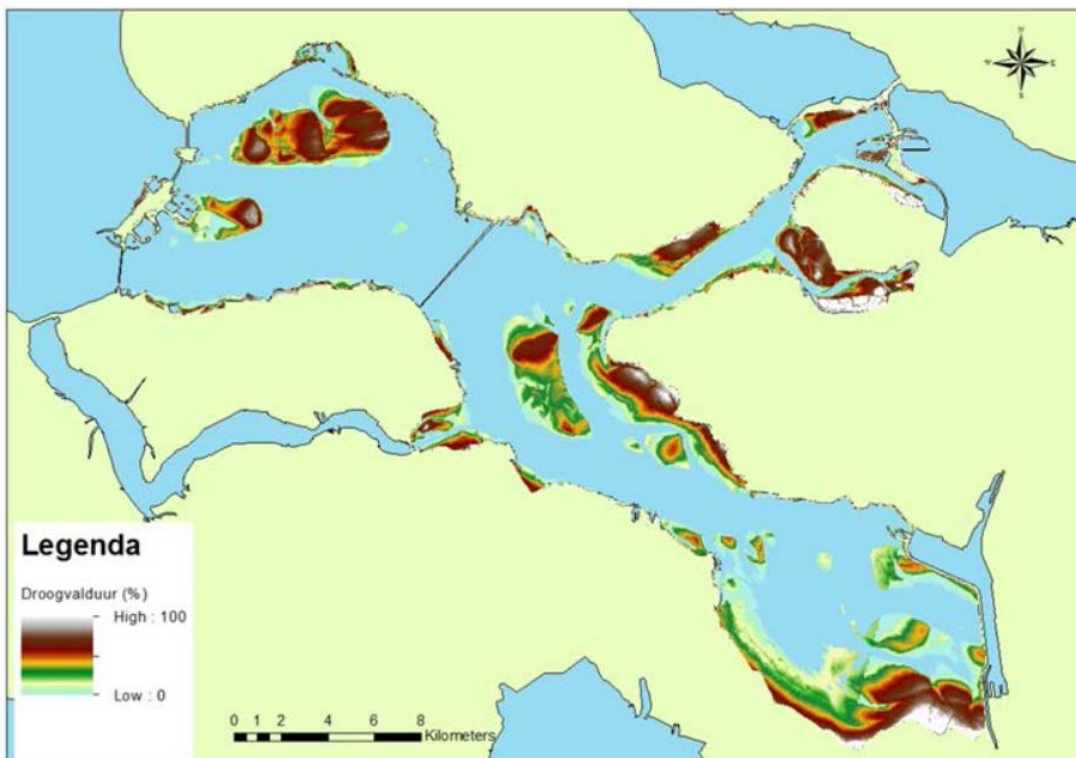 N
W
E
S
Legenda
Droogvalduur (%)
High : 100
Low : 0
0 1 2 4 6 8
Kilometers